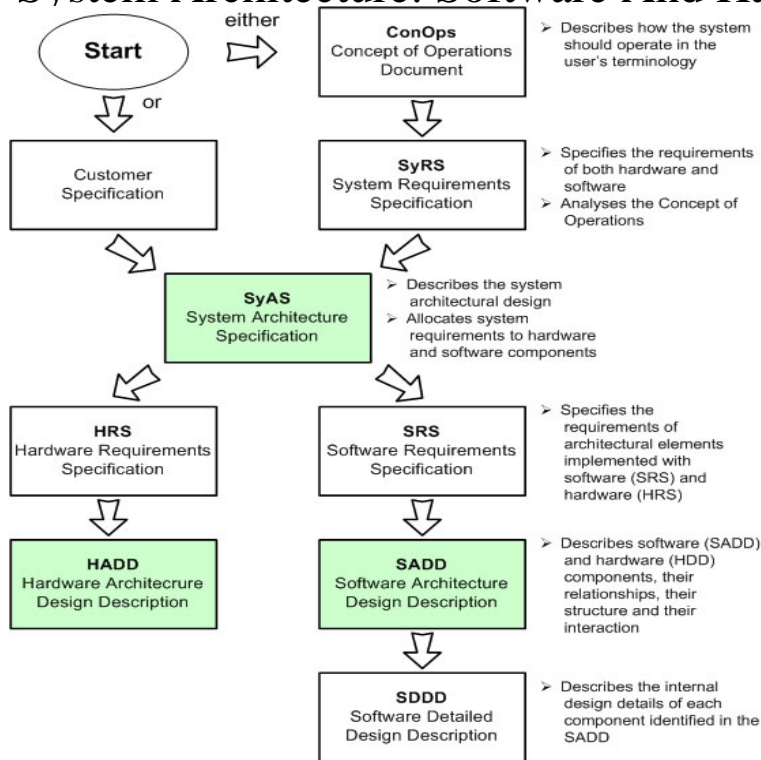 System Architecture: Software And
either
Start
or
ConOps
Concept of Operations
Document
➢ Describes how the system
should operate in the
user's terminology
Customer
Specification
SyRS
System Requirements
Specification
➢ Specifies the requirements
of both hardware and
software
➢ Analyses the Concept of
Operations
SyAS
System Architecture
Specification
➢ Describes the system
architectural design
➢ Allocates system
requirements to hardware
and software components
HRS
Hardware Requirements
Specification
SRS
Software Requirements
Specification
➢ Specifies the
requirements of
architectural elements
implemented with
software (SRS) and
hardware (HRS)
HADD
Hardware Architecrure
Design Description
SADD
Software Architecture
Design Description
➢ Describes software (SADD)
and hardware (HDD)
components, their
relationships, their
structure and their
interaction
SDDD
Software Detailed
Design Description
➢ Describes the internal
design details of each
component identified in the
SADD